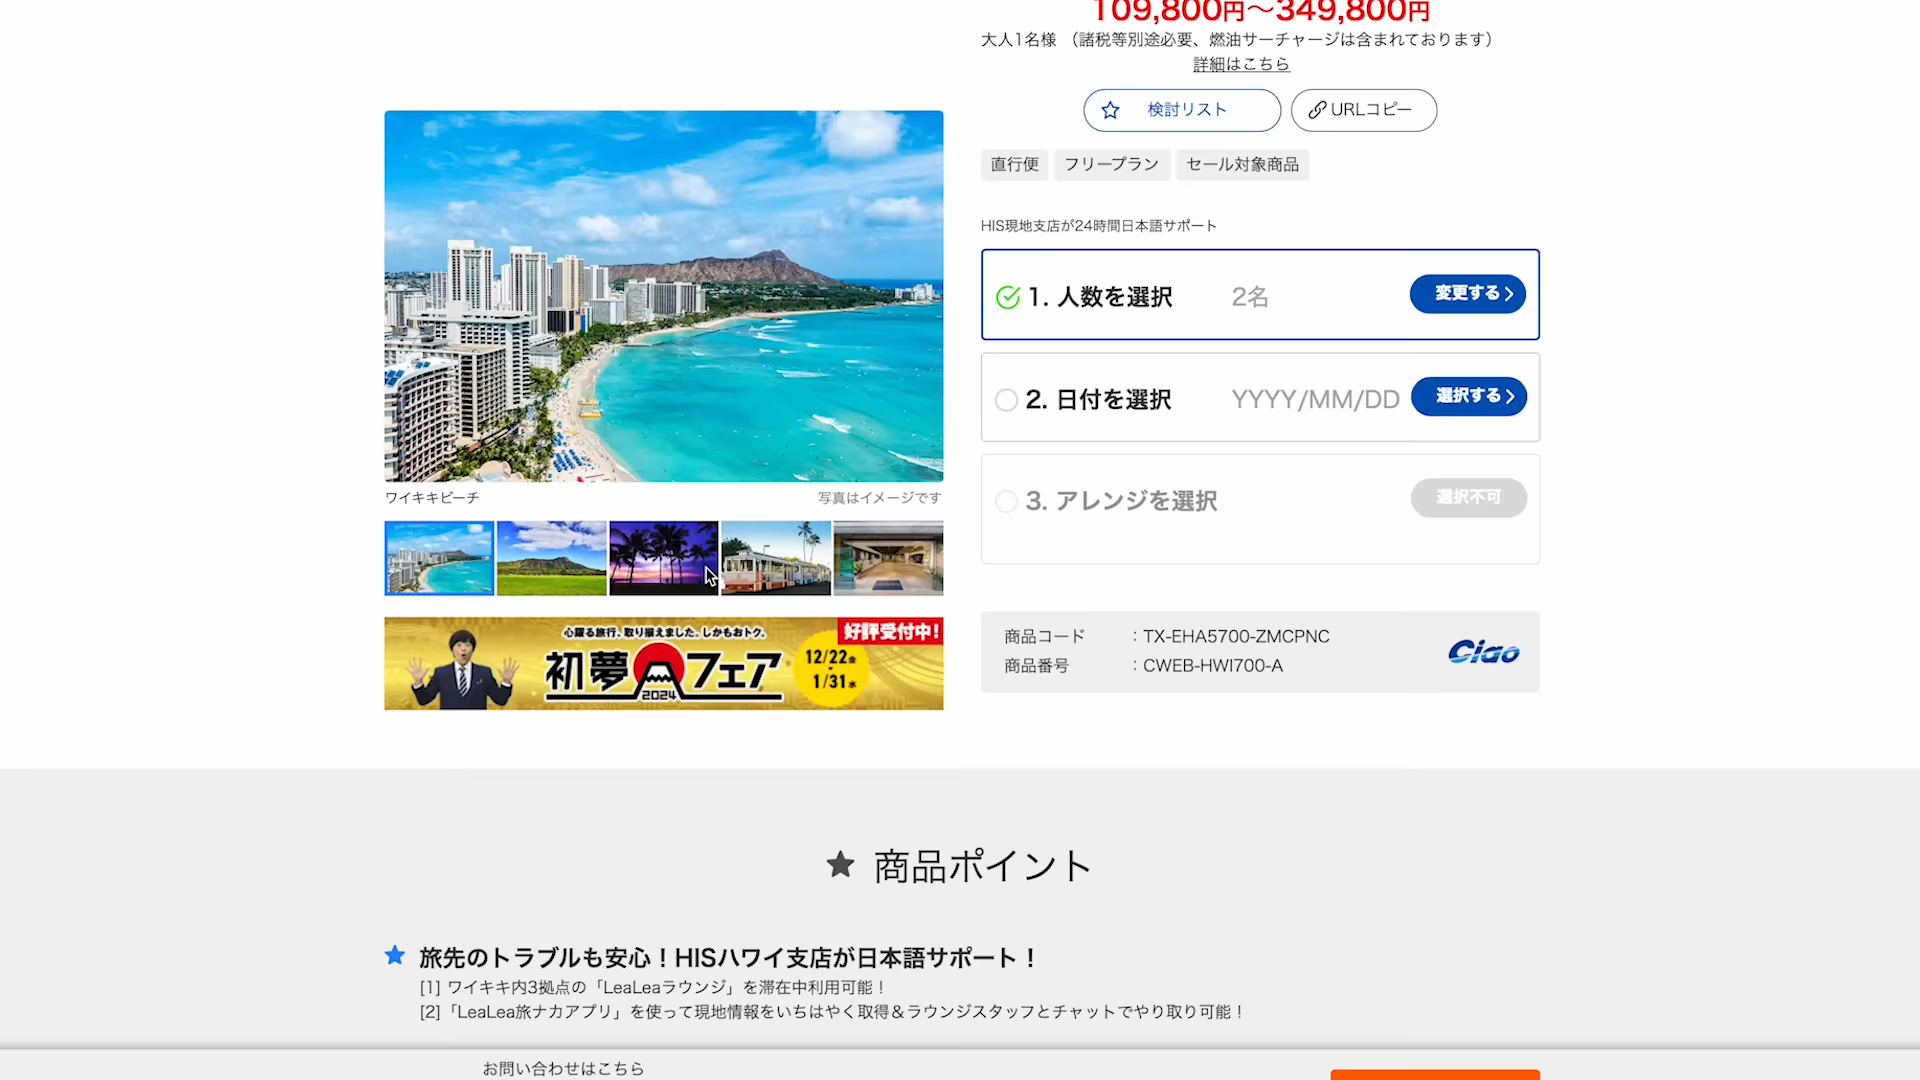 109,800円～349,800円
大人1名様 （諸税等別途必要、燃油サーチャージは含まれております）
詳細はこちら
検討リスト
URLコピー
直行便
フリープラン
セール対象商品
HIS現地支店が24時間日本語サポート
1. 人数を選択
2名
変更する
2. 日付を選択
YYYY/MM/DD
選択する
3. アレンジを選択
選択不可
ワイキキビーチ
写真はイメージです
心躍る旅行、取り揃えました。しかもおトク。
好評受付中!
初夢フェア
2024
12/22金
1/31水
商品コード ：TX-EHA5700-ZMCPNC
商品番号 ：CWEB-HWI700-A
Ciao
商品ポイント
旅先のトラブルも安心！HISハワイ支店が日本語サポート！
[1] ワイキキ内3拠点の「LeaLeaラウンジ」を滞在中利用可能！
[2]「LeaLea旅ナカアプリ」を使って現地情報をいちはやく取得＆ラウンジスタッフとチャットでやり取り可能！
お問い合わせはこちら